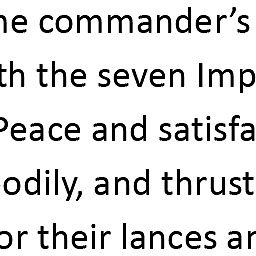 he commander’s
th the seven Imp
Peace and satisfa
odily, and thrust
or their lances ar